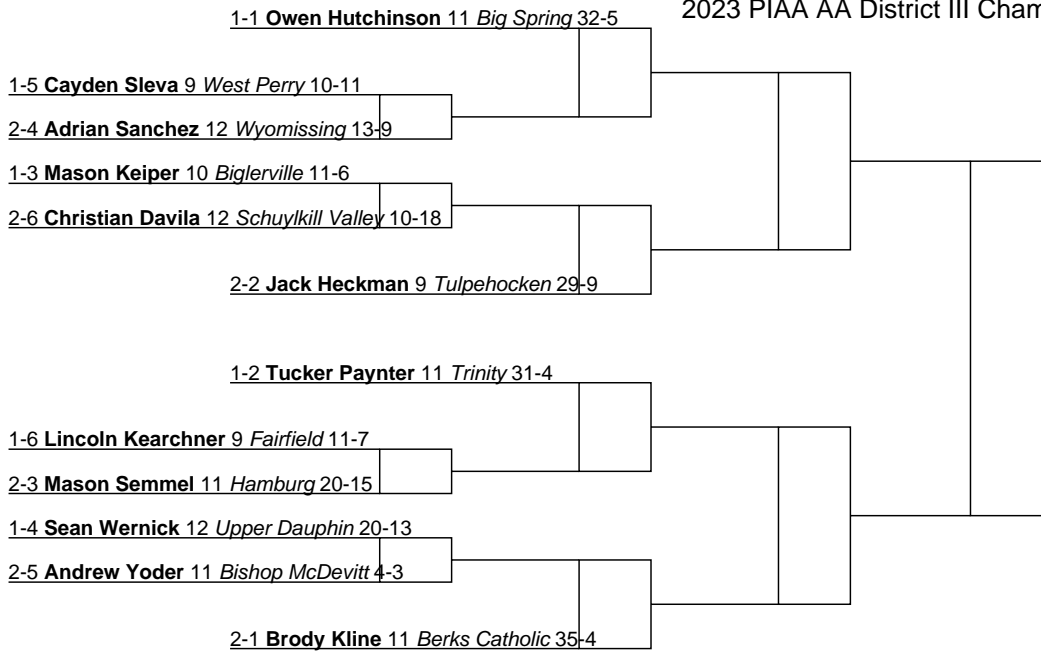 1-1 Owen Hutchinson 11 Big Spring 32-5
2023 PIAA AA District III
1-5 Cayden Sleva 9 West Perry 10-11
2-4 Adrian Sanchez 12 Wyomissing 13-9
1-3 Mason Keiper 10 Biglerville 11-6
2-6 Christian Davila 12 Schuylkill Valley 10-18
2-2 Jack Heckman 9 Tulpehocken 29-9
1-2 Tucker Paynter 11 Trinity 31-4
1-6 Lincoln Kearchner 9 Fairfield 11-7
2-3 Mason Semmel 11 Hamburg 20-15
1-4 Sean Wernick 12 Upper Dauphin 20-13
2-5 Andrew Yoder 11 Bishop McDevitt 4-3
2-1 Brody Kline 11 Berks Catholic 35-4